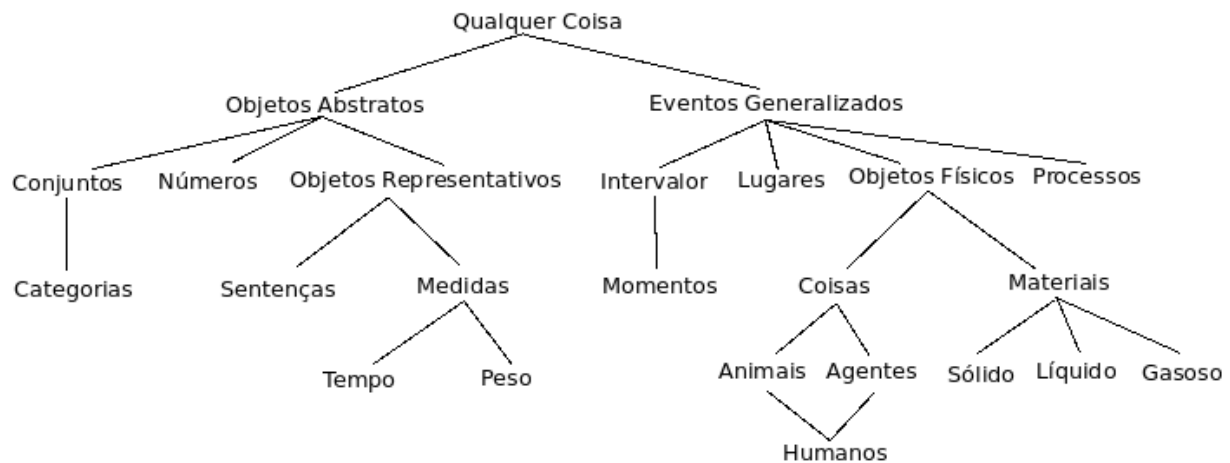 Qualquer Coisa
Objetos Abstratos Eventos Generalizados
Conjuntos Números Objetos Representativos Intervalor Lugares Objetos Físicos Processos
Categorias Sentenças Medidas Momentos Coisas Materiais
Tempo Peso Animais Agentes Sólido Líquido Gasoso
Humanos